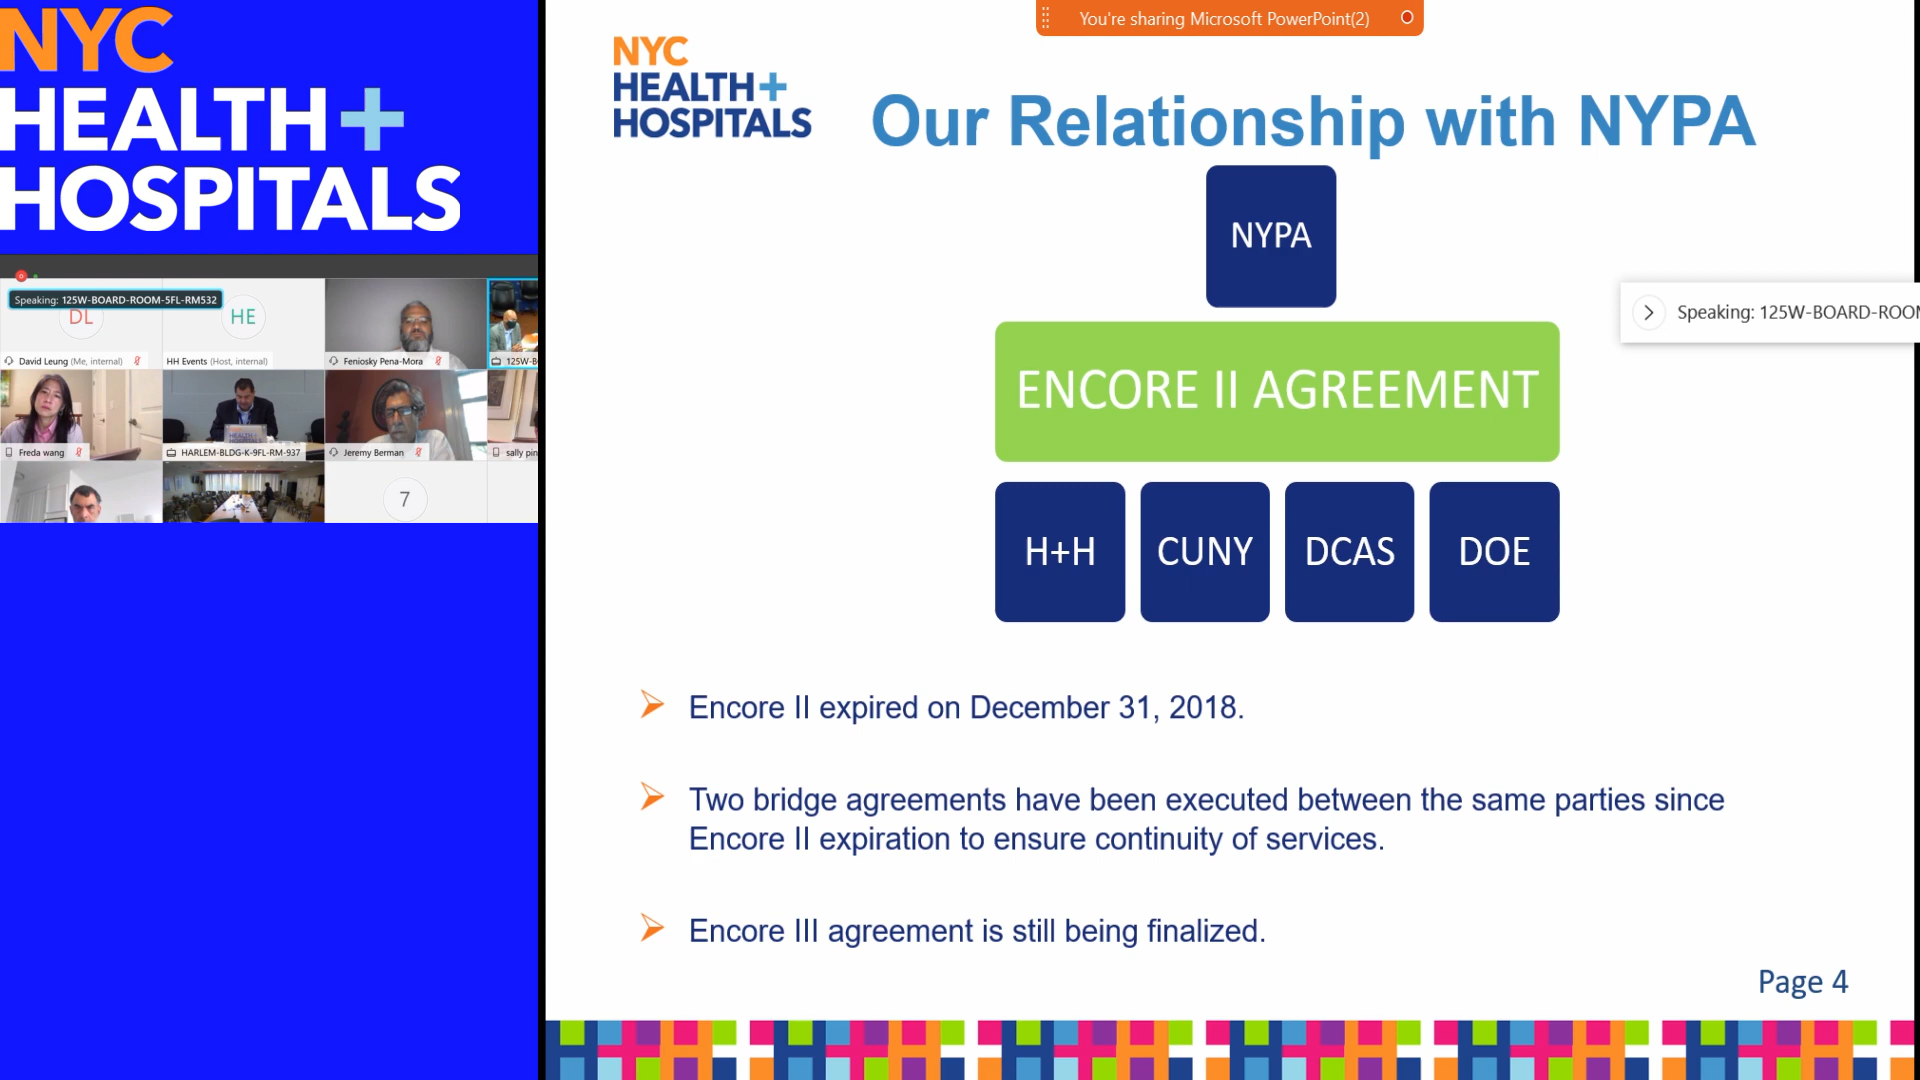 NYC
HEALTH+
HOSPITALS
Speaking: 125W-BOARD-ROOM-5FL-RM532
DL
HE
David Leung (Me, internal)
HH Events (Host, internal)
Feniosky Pena-Mora
125W-B
Freda wang
HARLEM-BLDG-K-9FL-RM-937
Jeremy Berman
sally pin
7
You're sharing Microsoft PowerPoint(2)
NYC
HEALTH+
HOSPITALS
Our Relationship with NYPA
NYPA
Speaking: 125W-BOARD-ROOM
ENCORE II AGREEMENT
H+H CUNY DCAS DOE
Encore II expired on December 31, 2018.
Two bridge agreements have been executed between the same parties since
Encore II expiration to ensure continuity of services.
Encore III agreement is still being finalized.
Page 4